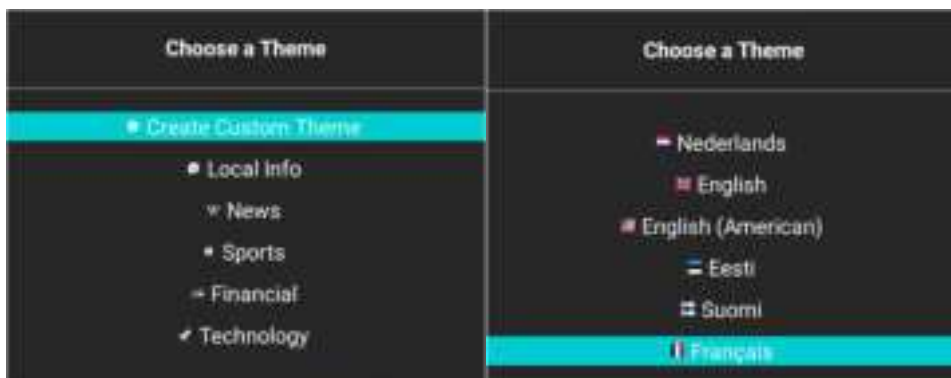 Choose a Theme
Create Custom Theme
Local Info
News
Sports
Financial
Technology
Choose a Theme
Nederlands
English
English (American)
Eesti
Suomi
Français